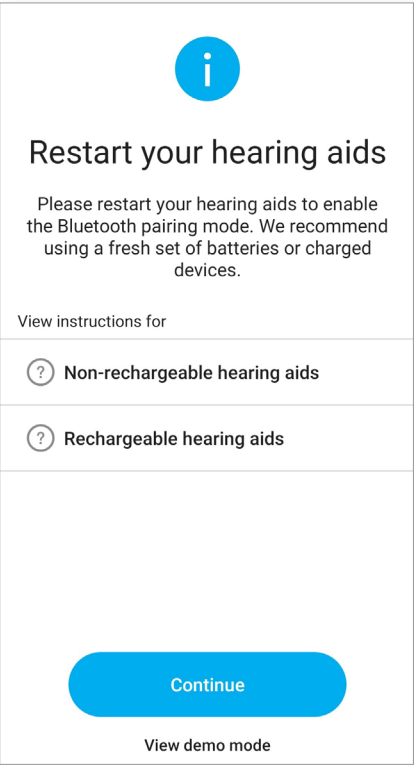 i
Restart your hearing aids
Please restart your hearing aids to enable
the Bluetooth pairing mode. We recommend
using a fresh set of batteries or charged
devices.
View instructions for
? Non-rechargeable hearing aids
? Rechargeable hearing aids
Continue
View demo mode